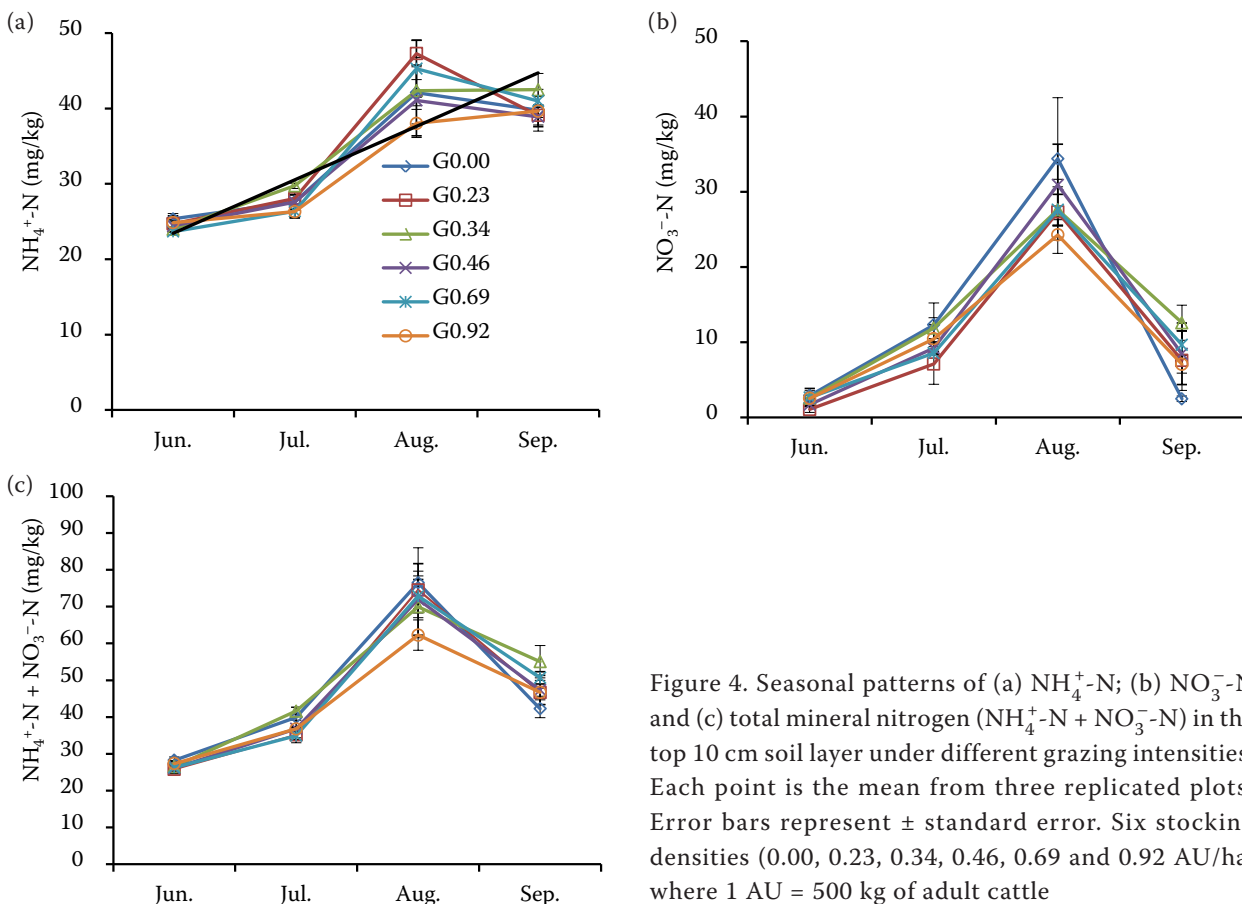 (a)
50
40
30
20
10
0
NH₄⁺-N (mg/kg)
G0.00
G0.23
G0.34
G0.46
G0.69
G0.92
Jun. Jul. Aug. Sep.
(b)
50
40
30
20
10
0
NO₃⁻-N (mg/kg)
Jun. Jul. Aug. Sep.
(c)
100
90
80
70
60
50
40
30
20
10
0
NH₄⁺-N + NO₃⁻-N (mg/kg)
Jun. Jul. Aug. Sep.
Figure 4. Seasonal patterns of (a) NH₄⁺-N; (b) NO₃⁻-N
and (c) total mineral nitrogen (NH₄⁺-N + NO₃⁻-N) in th
top 10 cm soil layer under different grazing intensities
Each point is the mean from three replicated plots
Error bars represent ± standard error. Six stockin
densities (0.00, 0.23, 0.34, 0.46, 0.69 and 0.92 AU/ha
where 1 AU = 500 kg of adult cattle